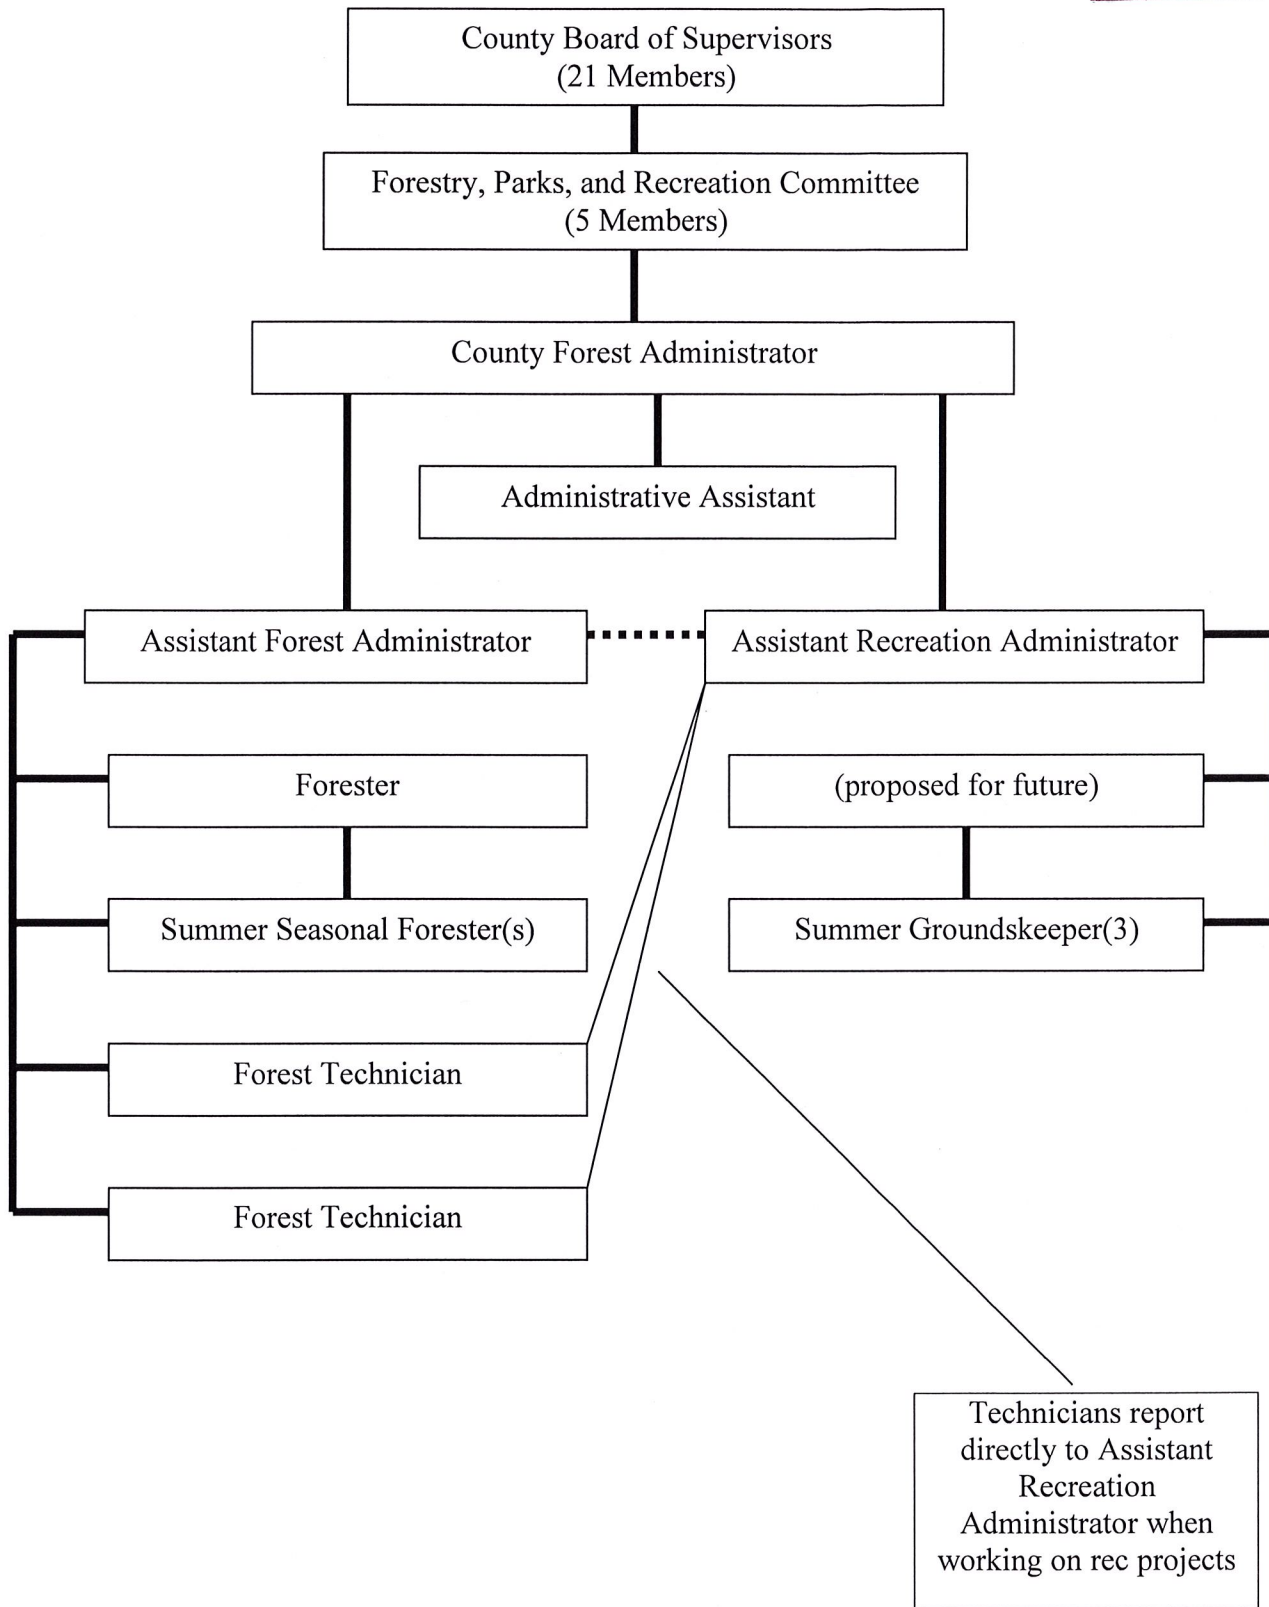 County Board of Supervisors
(21 Members)
Forestry, Parks, and Recreation Committee
(5 Members)
County Forest Administrator
Administrative Assistant
Assistant Forest Administrator
Assistant Recreation Administrator
Forester
(proposed for future)
Summer Seasonal Forester(s)
Summer Groundskeeper(3)
Forest Technician
Forest Technician
Technicians report
directly to Assistant
Recreation
Administrator when
working on rec projects